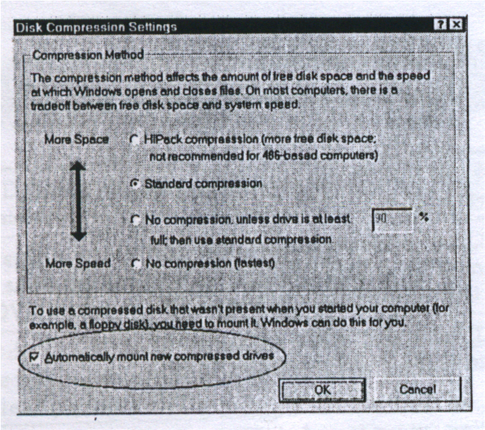 Disk Compression Settings
Compression Method
The compression method affects the amount of free disk space and the speed
at which Windows opens and closes files. On most computers, there is a
tradeoff between free disk space and system speed.
More Space
HiPack compresssion (more free disk space;
not recommended for 486-based computers)
Standard compression
No compression, unless drive is at least 90 %
full; then use standard compression.
More Speed
No compression (fastest)
To use a compressed disk that wasn't present when you started your computer (for
example, a floppy disk), you need to mount it. Windows can do this for you.
Automatically mount new compressed drives
OK
Cancel